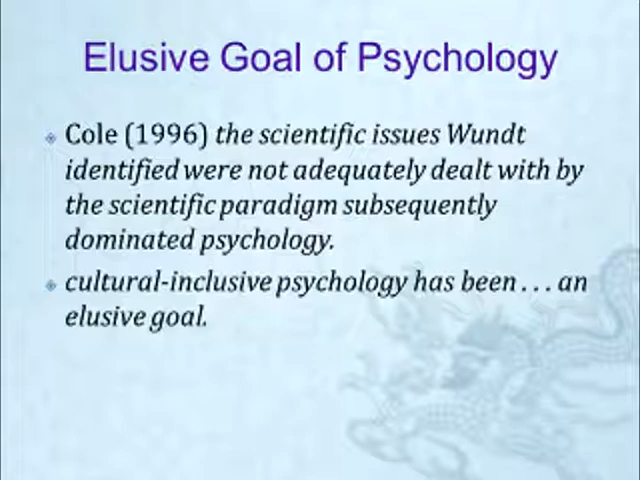 Elusive Goal of Psychology
Cole (1996) the scientific issues Wundt
identified were not adequately dealt with by
the scientific paradigm subsequently
dominated psychology.
cultural-inclusive psychology has been . . . an
elusive goal.